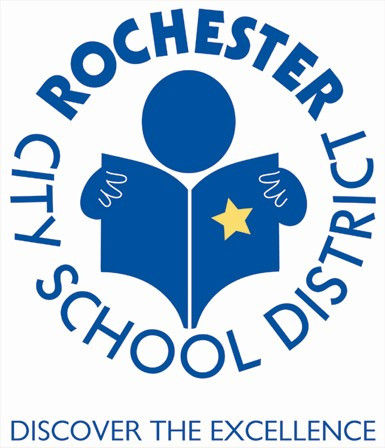 ROCHESTER
CITY SCHOOL DISTRICT
DISCOVER THE EXCELLENCE